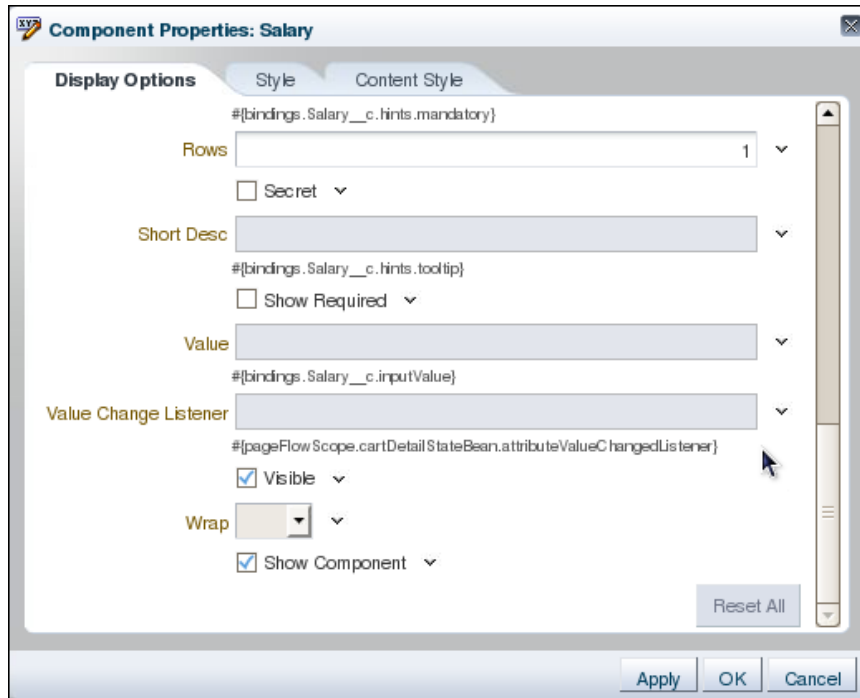 Component Properties: Salary
Display Options Style Content Style
#{bindings.Salary__c.hints.mandatory}
Rows 1
Secret
Short Desc
#{bindings.Salary__c.hints.tooltip}
Show Required
Value
#{bindings.Salary__c.inputValue}
Value Change Listener
#{pageFlowScope.cartDetailStateBean.attributeValueChangedListener}
Visible
Wrap
Show Component
Reset All
Apply OK Cancel